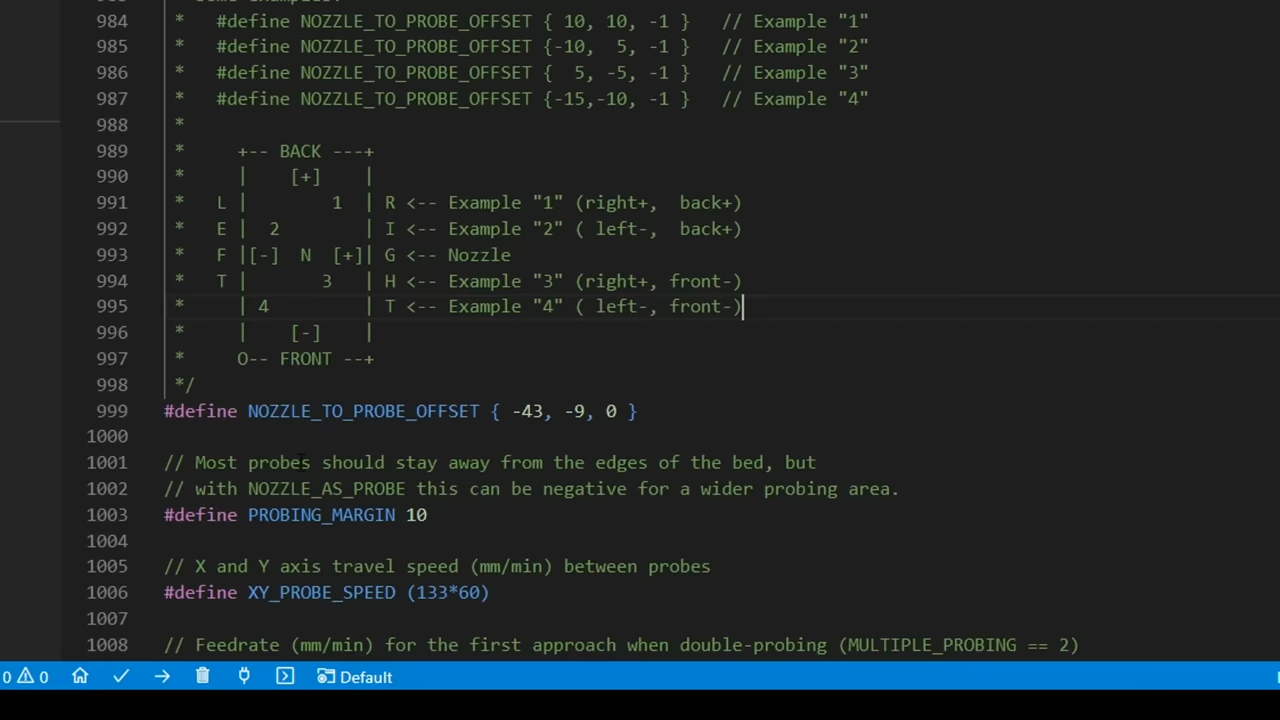 984   *   #define NOZZLE_TO_PROBE_OFFSET { 10, 10, -1 }   // Example "1"
985   *   #define NOZZLE_TO_PROBE_OFFSET {-10,  5, -1 }   // Example "2"
986   *   #define NOZZLE_TO_PROBE_OFFSET {  5, -5, -1 }   // Example "3"
987   *   #define NOZZLE_TO_PROBE_OFFSET {-15,-10, -1 }   // Example "4"
988   *
989   *     +-- BACK ---+
990   *     |    [+]    |
991   *   L |        1  | R <-- Example "1" (right+,  back+)
992   *   E |  2        | I <-- Example "2" ( left-,  back+)
993   *   F |[-]  N  [+]| G <-- Nozzle
994   *   T |       3   | H <-- Example "3" (right+, front-)
995   *     | 4         | T <-- Example "4" ( left-, front-)
996   *     |    [-]    |
997   *     O-- FRONT --+
998   */
999  #define NOZZLE_TO_PROBE_OFFSET { -43, -9, 0 }
1000
1001  // Most probes should stay away from the edges of the bed, but
1002  // with NOZZLE_AS_PROBE this can be negative for a wider probing area.
1003  #define PROBING_MARGIN 10
1004
1005  // X and Y axis travel speed (mm/min) between probes
1006  #define XY_PROBE_SPEED (133*60)
1007
1008  // Feedrate (mm/min) for the first approach when double-probing (MULTIPLE_PROBING == 2)
0 0 Default